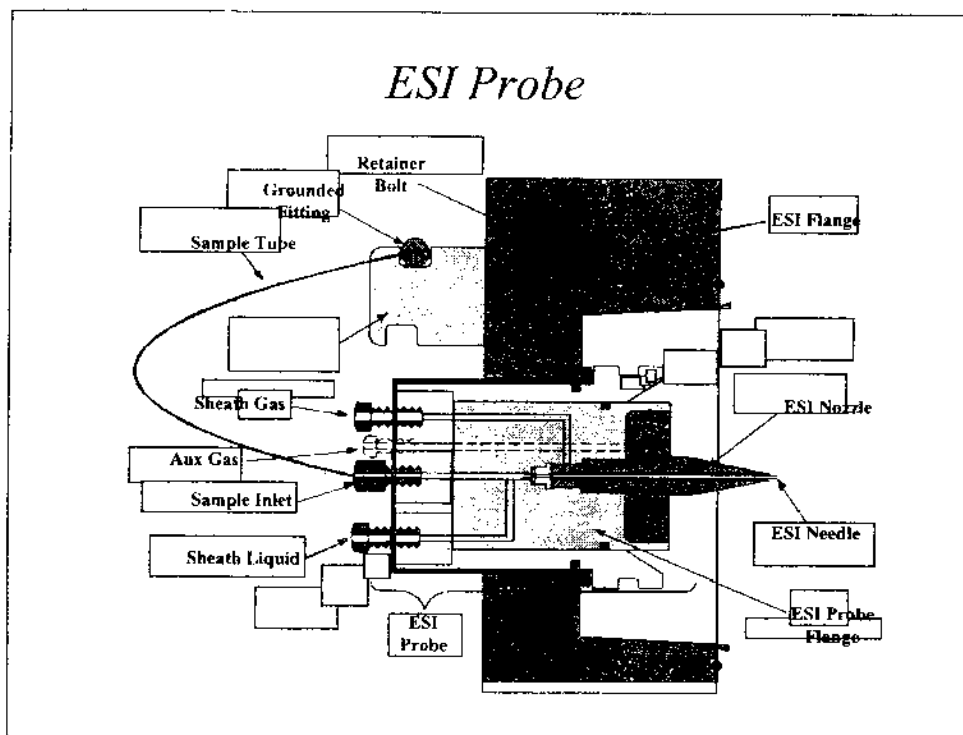 ESI Probe
Retainer
Bolt
Grounded
Fitting
Sample Tube
ESI Flange
Sheath Gas
ESI Nozzle
Aux Gas
Sample Inlet
ESI Needle
Sheath Liquid
ESI
Probe
ESI Probe
Flange